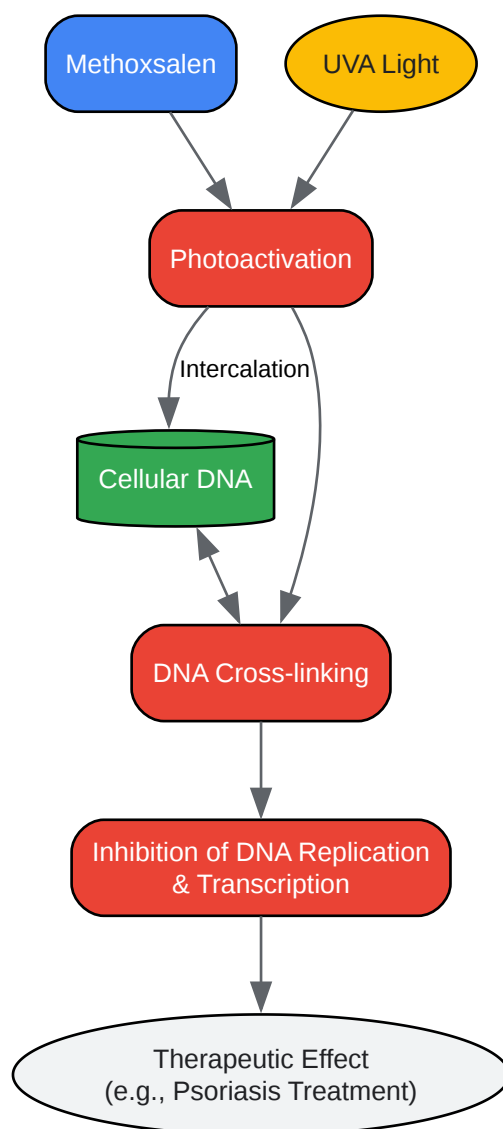 Methoxsalen
UVA Light
Photoactivation
Intercalation
Cellular DNA
DNA Cross-linking
Inhibition of DNA Replication
& Transcription
Therapeutic Effect
(e.g., Psoriasis Treatment)